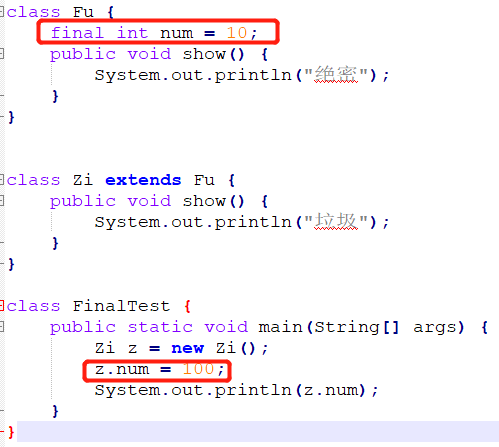 class Fu {
    final int num = 10;
    public void show() {
        System.out.println("绝密");
    }
}
class Zi extends Fu {
    public void show() {
        System.out.println("垃圾");
    }
}
class FinalTest {
    public static void main(String[] args) {
        Zi z = new Zi();
        z.num = 100;
        System.out.println(z.num);
    }
}